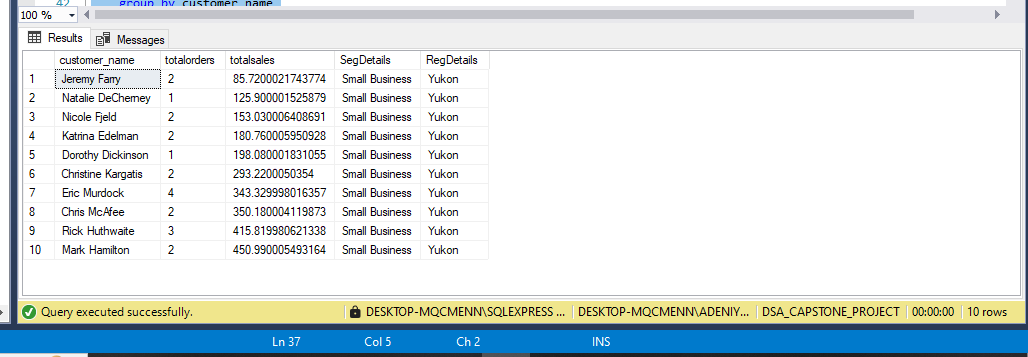 42 group by customer_name
100 %
Results Messages
customer_name totalorders totalsales SegDetails RegDetails
1 Jeremy Farry 2 85.7200021743774 Small Business Yukon
2 Natalie DeCherney 1 125.900001525879 Small Business Yukon
3 Nicole Fjeld 2 153.030006408691 Small Business Yukon
4 Katrina Edelman 2 180.760005950928 Small Business Yukon
5 Dorothy Dickinson 1 198.080001831055 Small Business Yukon
6 Christine Kargatis 2 293.2200050354 Small Business Yukon
7 Eric Murdock 4 343.329998016357 Small Business Yukon
8 Chris McAfee 2 350.180004119873 Small Business Yukon
9 Rick Huthwaite 3 415.819980621338 Small Business Yukon
10 Mark Hamilton 2 450.990005493164 Small Business Yukon
Query executed successfully. DESKTOP-MQCMENN\SQLEXPRESS ... DESKTOP-MQCMENN\ADENIY... DSA_CAPSTONE_PROJECT 00:00:00 10 rows
Ln 37 Col 5 Ch 2 INS